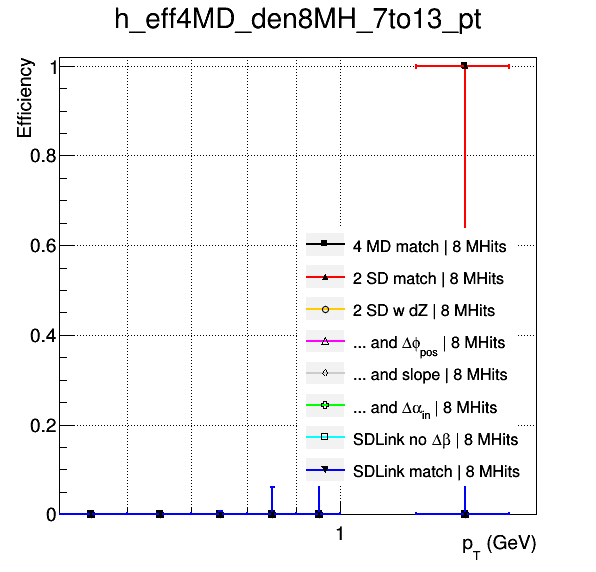 h_eff4MD_den8MH_7to13_pt
Efficiency
1
0.8
0.6
0.4
0.2
0
4 MD match | 8 MHits
2 SD match | 8 MHits
2 SD w dZ | 8 MHits
... and Δϕpos | 8 MHits
... and slope | 8 MHits
... and Δαin | 8 MHits
SDLink no Δβ | 8 MHits
SDLink match | 8 MHits
1
pT (GeV)